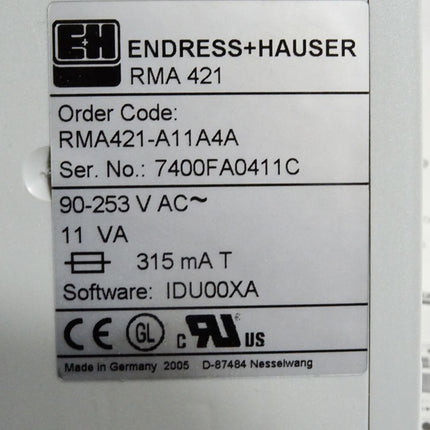 E+H ENDRESS+HAUSER
RMA 421
Order Code:
RMA421-A11A4A
Ser. No.: 7400FA0411C
90-253 V AC~
11 VA
315 mA T
Software: IDU00XA
CE GL c RU US
Made in Germany 2005 D-87484 Nesselwang